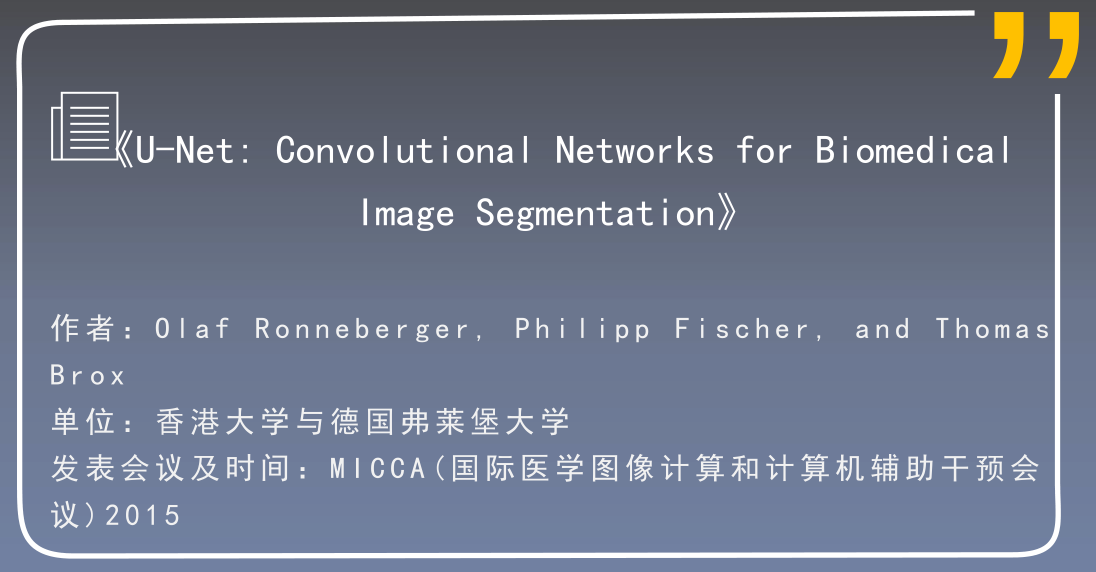 《U-Net: Convolutional Networks for Biomedical
Image Segmentation》
作者：Olaf Ronneberger, Philipp Fischer, and Thomas
Brox
单位：香港大学与德国弗莱堡大学
发表会议及时间：MICCA(国际医学图像计算和计算机辅助干预会
议)2015